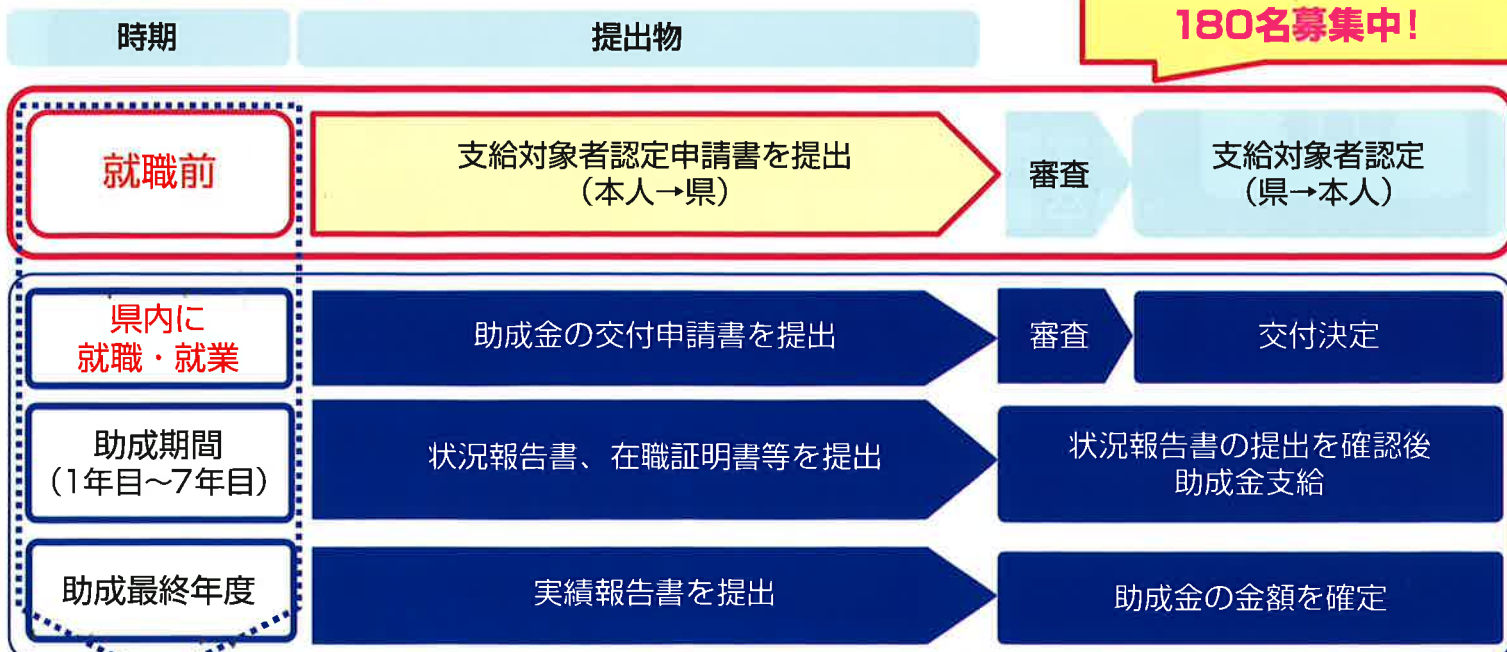 180名募集中!
時期
提出物
就職前
支給対象者認定申請書を提出
(本人→県)
審査
支給対象者認定
(県→本人)
県内に
就職・就業
助成金の交付申請書を提出
審査
交付決定
助成期間
(1年目~7年目)
状況報告書、在職証明書等を提出
状況報告書の提出を確認後
助成金支給
助成最終年度
実績報告書を提出
助成金の金額を確定